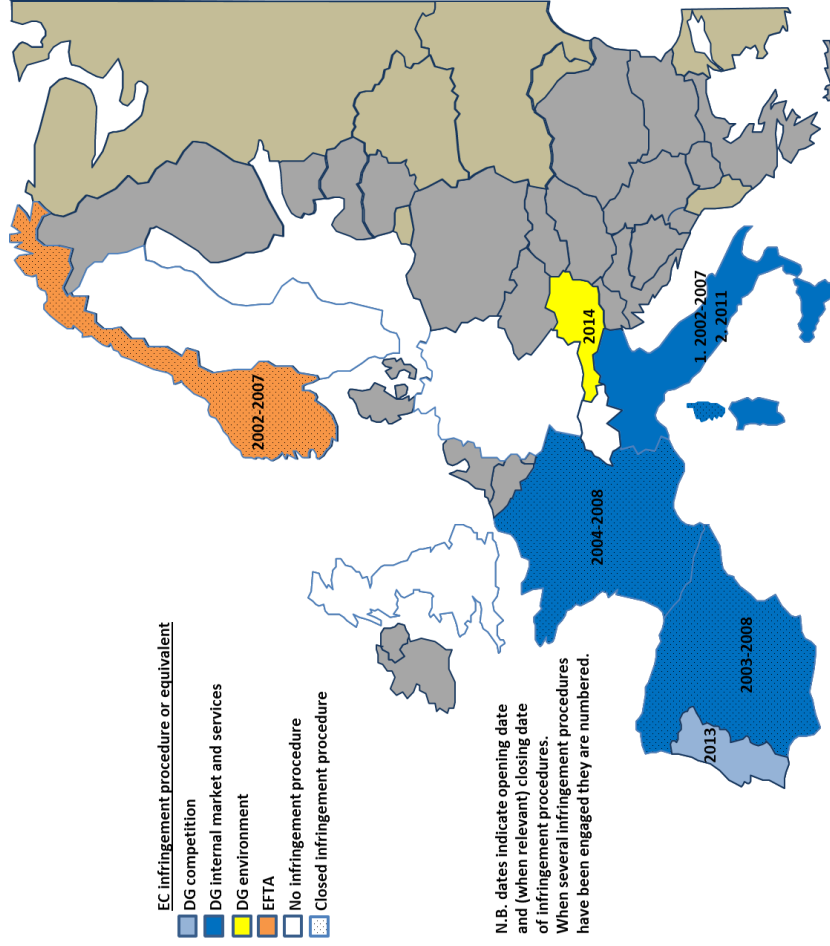 EC infringement procedure or equivalent
DG competition
DG internal market and services
DG environment
EFTA
No infringement procedure
Closed infringement procedure
N.B. dates indicate opening date
and (when relevant) closing date
of infringement procedures.
When several infringement procedures
have been engaged they are numbered.
2002-2007
2014
1. 2002-2007
2. 2011
2004-2008
2003-2008
2013